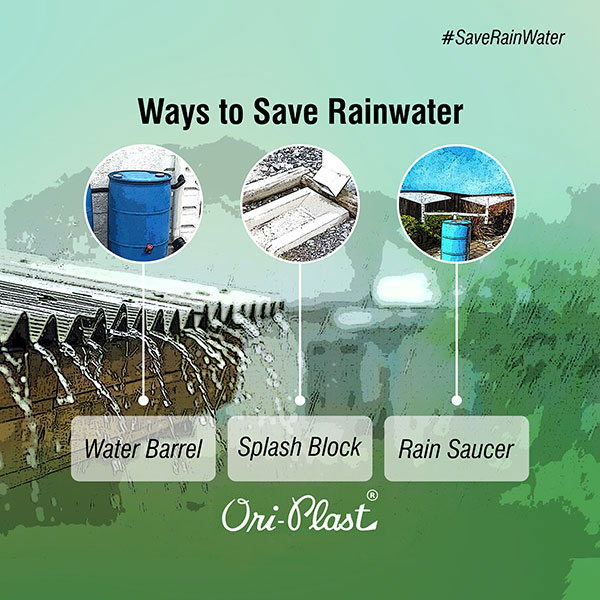 #SaveRainWater
Ways to Save Rainwater
Water Barrel
Splash Block
Rain Saucer
Ori-Plast®